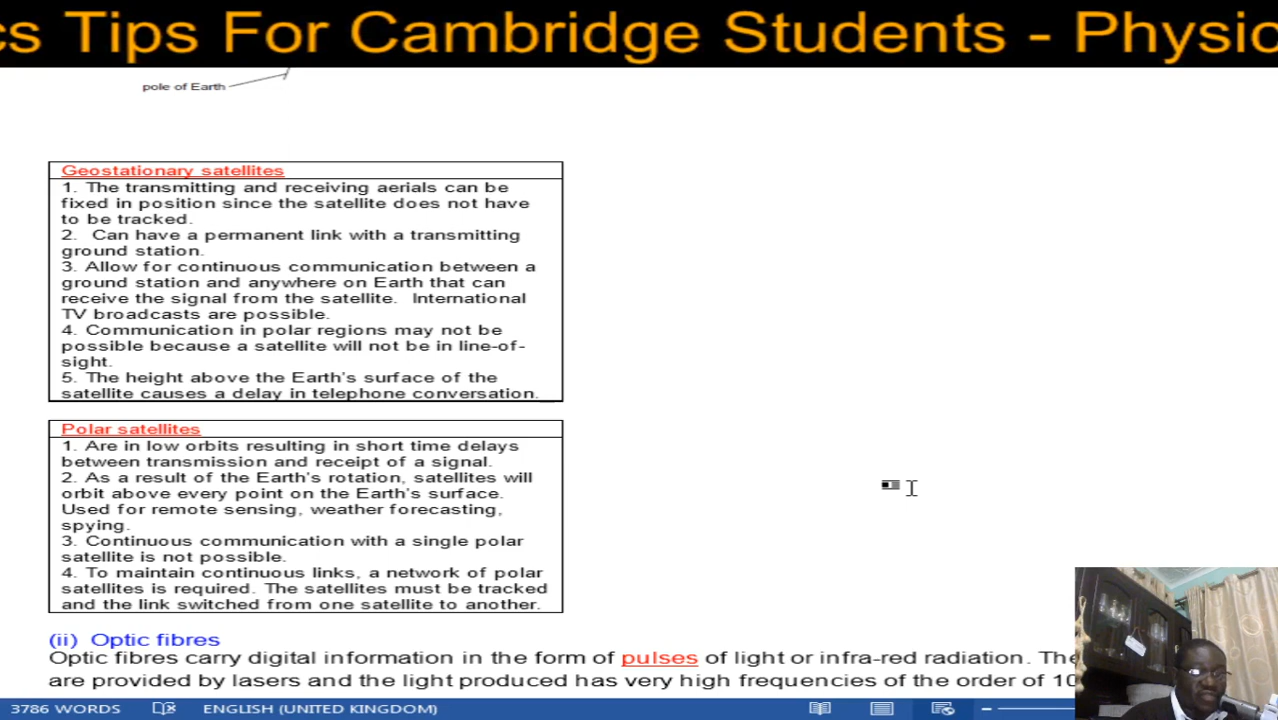 cs Tips For Cambridge Students - Physic
pole of Earth
Geostationary satellites
1. The transmitting and receiving aerials can be
fixed in position since the satellite does not have
to be tracked.
2. Can have a permanent link with a transmitting
ground station.
3. Allow for continuous communication between a
ground station and anywhere on Earth that can
receive the signal from the satellite. International
TV broadcasts are possible.
4. Communication in polar regions may not be
possible because a satellite will not be in line-of-
sight.
5. The height above the Earth's surface of the
satellite causes a delay in telephone conversation.
Polar satellites
1. Are in low orbits resulting in short time delays
between transmission and receipt of a signal.
2. As a result of the Earth's rotation, satellites will
orbit above every point on the Earth's surface.
Used for remote sensing, weather forecasting,
spying.
3. Continuous communication with a single polar
satellite is not possible.
4. To maintain continuous links, a network of polar
satellites is required. The satellites must be tracked
and the link switched from one satellite to another.
(ii) Optic fibres
Optic fibres carry digital information in the form of pulses of light or infra-red radiation. The
are provided by lasers and the light produced has very high frequencies of the order of 10
3786 WORDS ENGLISH (UNITED KINGDOM)